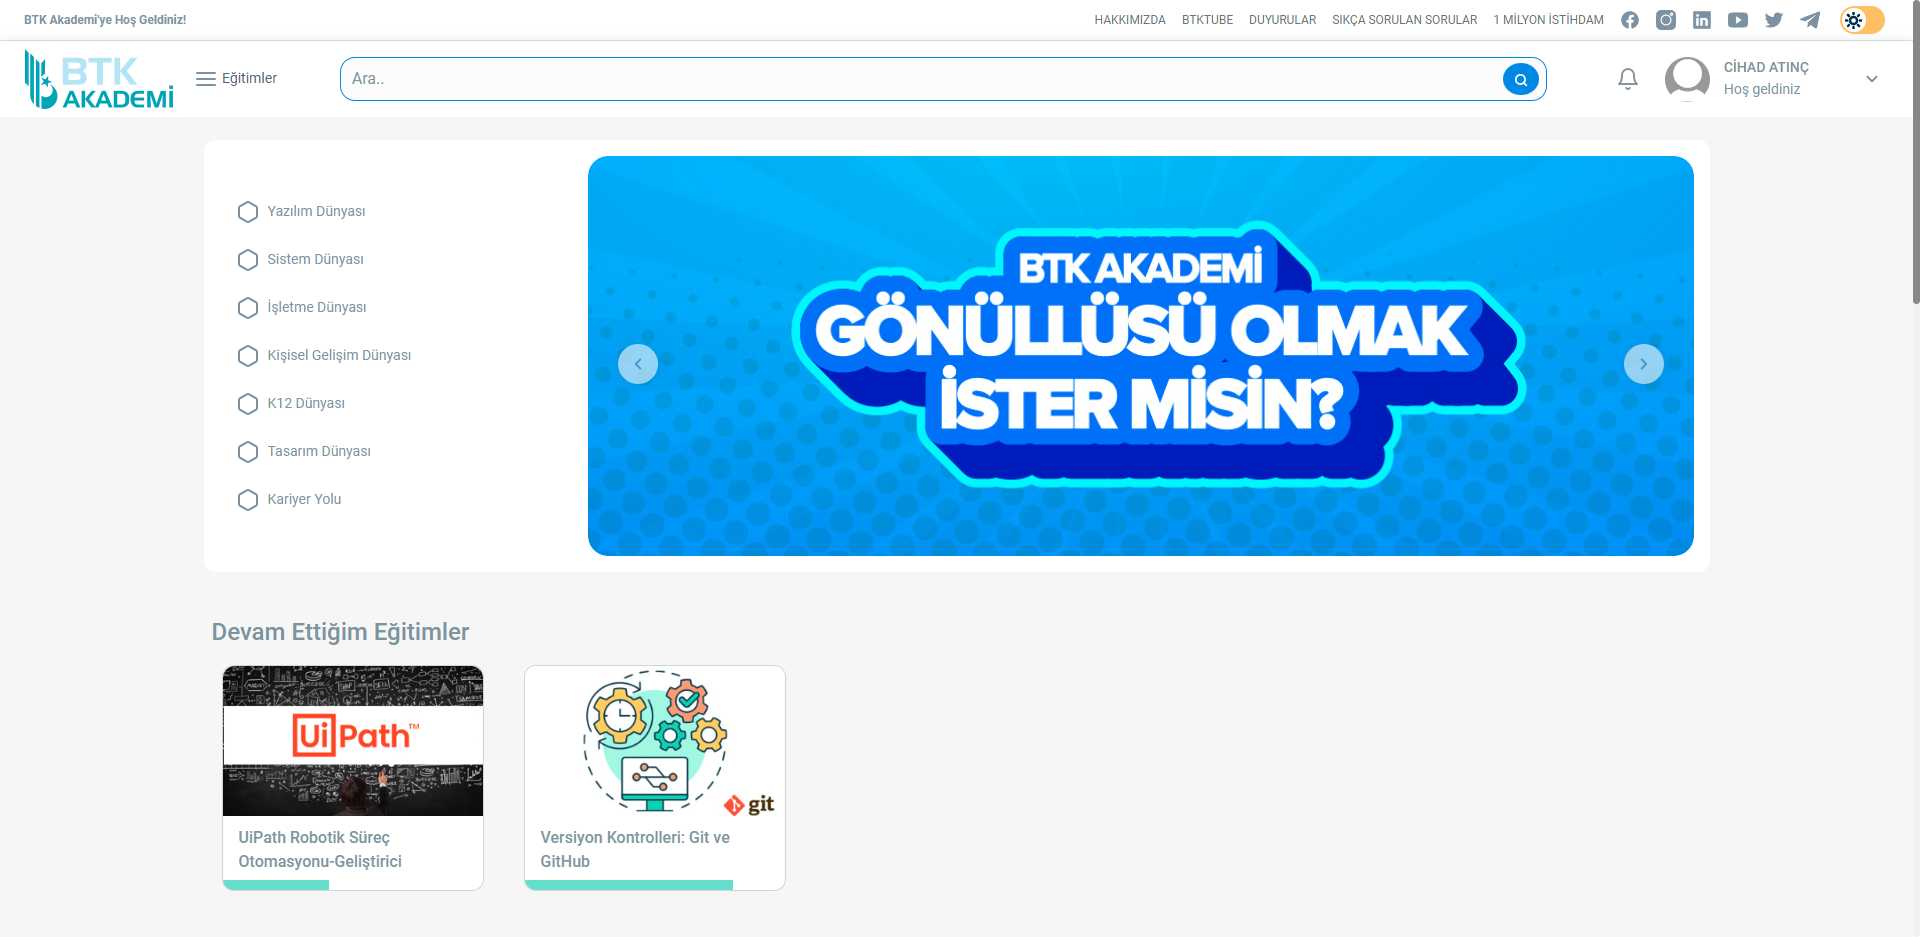 BTK Akademi'ye Hoş Geldiniz!
HAKKIMIZDA BTKTUBE DUYURULAR SIKÇA SORULAN SORULAR 1 MİLYON İSTİHDAM
BTK
AKADEMİ
Eğitimler
Ara..
CİHAD ATINÇ
Hoş geldiniz
Yazılım Dünyası
Sistem Dünyası
İşletme Dünyası
Kişisel Gelişim Dünyası
K12 Dünyası
Tasarım Dünyası
Kariyer Yolu
BTK AKADEMİ
GÖNÜLLÜSÜ OLMAK
İSTER MİSİN?
Devam Ettiğim Eğitimler
UiPath™
UiPath Robotik Süreç
Otomasyonu-Geliştirici
git
Versiyon Kontrolleri: Git ve
GitHub